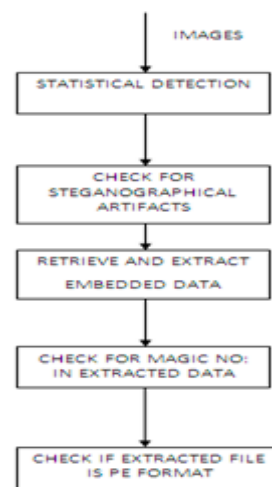 IMAGES
STATISTICAL DETECTION
CHECK FOR
STEGANOGRAPHICAL
ARTIFACTS
RETRIEVE AND EXTRACT
EMBEDDED DATA
CHECK FOR MAGIC NO:
IN EXTRACTED DATA
CHECK IF EXTRACTED FILE
IS PE FORMAT